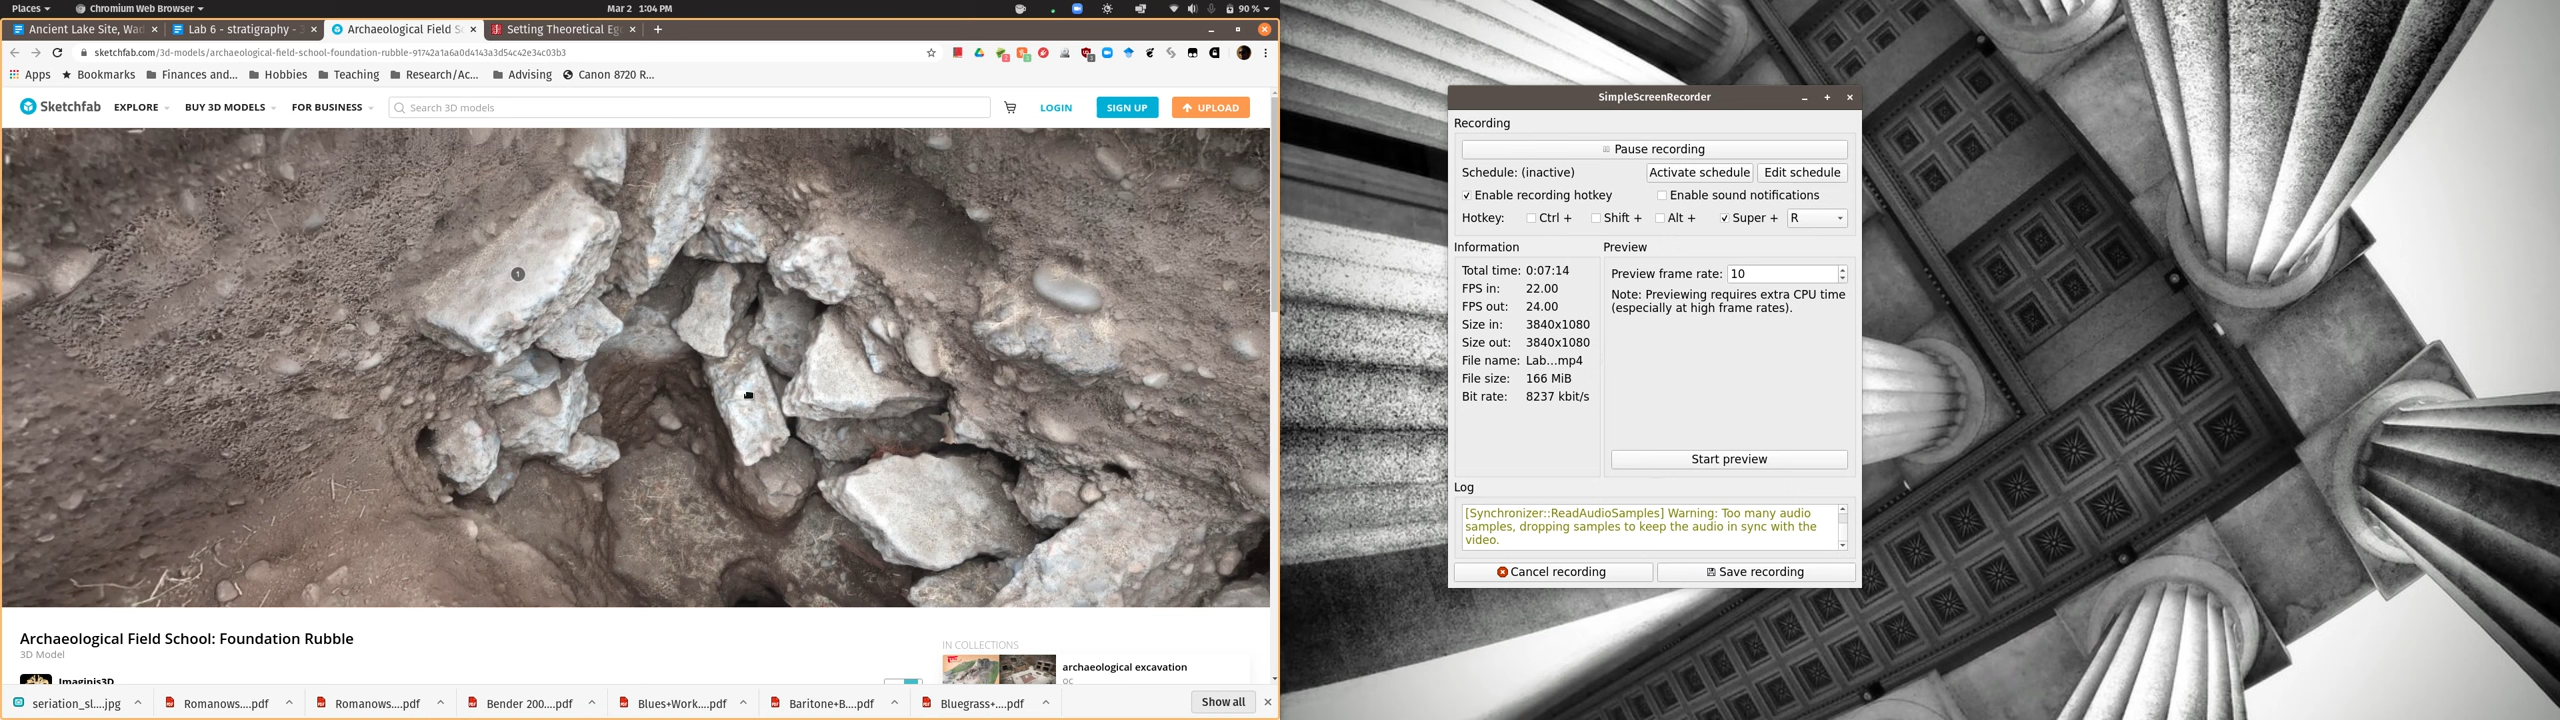 Places
Chromium Web Browser
Mar 2 1:04 PM
90 %
Ancient Lake Site, Wad
Lab 6 - stratigraphy -
Archaeological Field S
Setting Theoretical Eg
sketchfab.com/3d-models/archaeological-field-school-foundation-rubble-91742a1a6a0d4143a3d54c42e34c03b3
Apps
Bookmarks
Finances and...
Hobbies
Teaching
Research/Ac...
Advising
Canon 8720 R...
Sketchfab
EXPLORE
BUY 3D MODELS
FOR BUSINESS
Search 3D models
LOGIN
SIGN UP
UPLOAD
1
Archaeological Field School: Foundation Rubble
3D Model
Imaginis3D
IN COLLECTIONS
archaeological excavation
seriation_sl....jpg
Romanows....pdf
Romanows....pdf
Bender 200....pdf
Blues+Work....pdf
Baritone+B....pdf
Bluegrass+....pdf
Show all
SimpleScreenRecorder
Recording
Pause recording
Schedule: (inactive)
Activate schedule
Edit schedule
Enable recording hotkey
Enable sound notifications
Hotkey:
Ctrl +
Shift +
Alt +
Super +
R
Information
Total time: 0:07:14
FPS in: 22.00
FPS out: 24.00
Size in: 3840x1080
Size out: 3840x1080
File name: Lab...mp4
File size: 166 MiB
Bit rate: 8237 kbit/s
Preview
Preview frame rate: 10
Note: Previewing requires extra CPU time
(especially at high frame rates).
Start preview
Log
[Synchronizer::ReadAudioSamples] Warning: Too many audio
samples, dropping samples to keep the audio in sync with the
video.
Cancel recording
Save recording